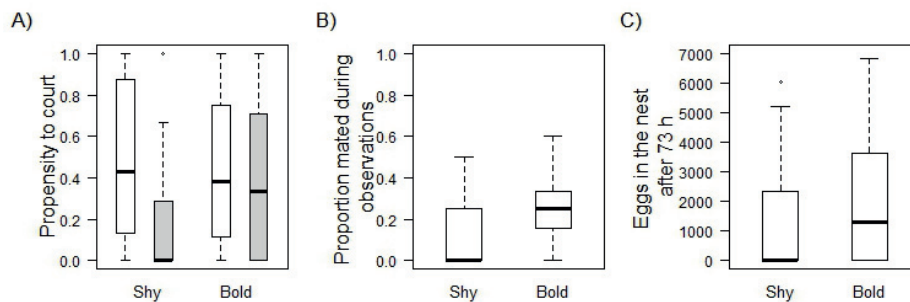 A)
Propensity to court
1.0
0.8
0.6
0.4
0.2
0.0
Shy Bold
B)
Proportion mated during
observations
1.0
0.8
0.6
0.4
0.2
0.0
Shy Bold
C)
Eggs in the nest
after 73 h
7000
6000
5000
4000
3000
2000
1000
0
Shy Bold